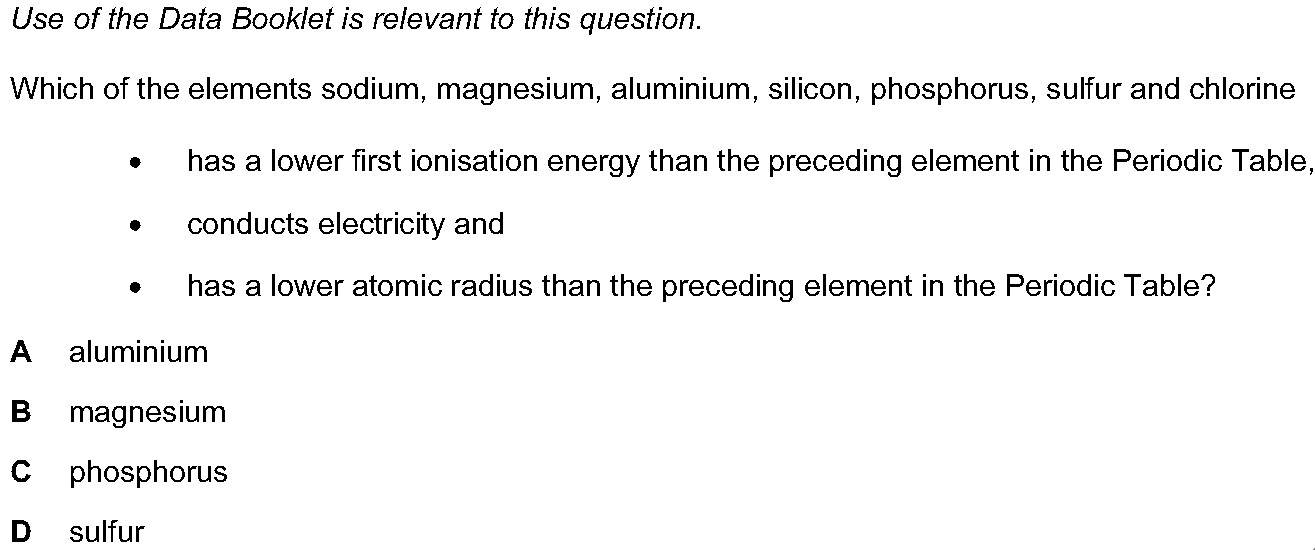 Use of the Data Booklet is relevant to this question.
Which of the elements sodium, magnesium, aluminium, silicon, phosphorus, sulfur and chlorine
• has a lower first ionisation energy than the preceding element in the Periodic Table,
• conducts electricity and
• has a lower atomic radius than the preceding element in the Periodic Table?
A aluminium
B magnesium
C phosphorus
D sulfur